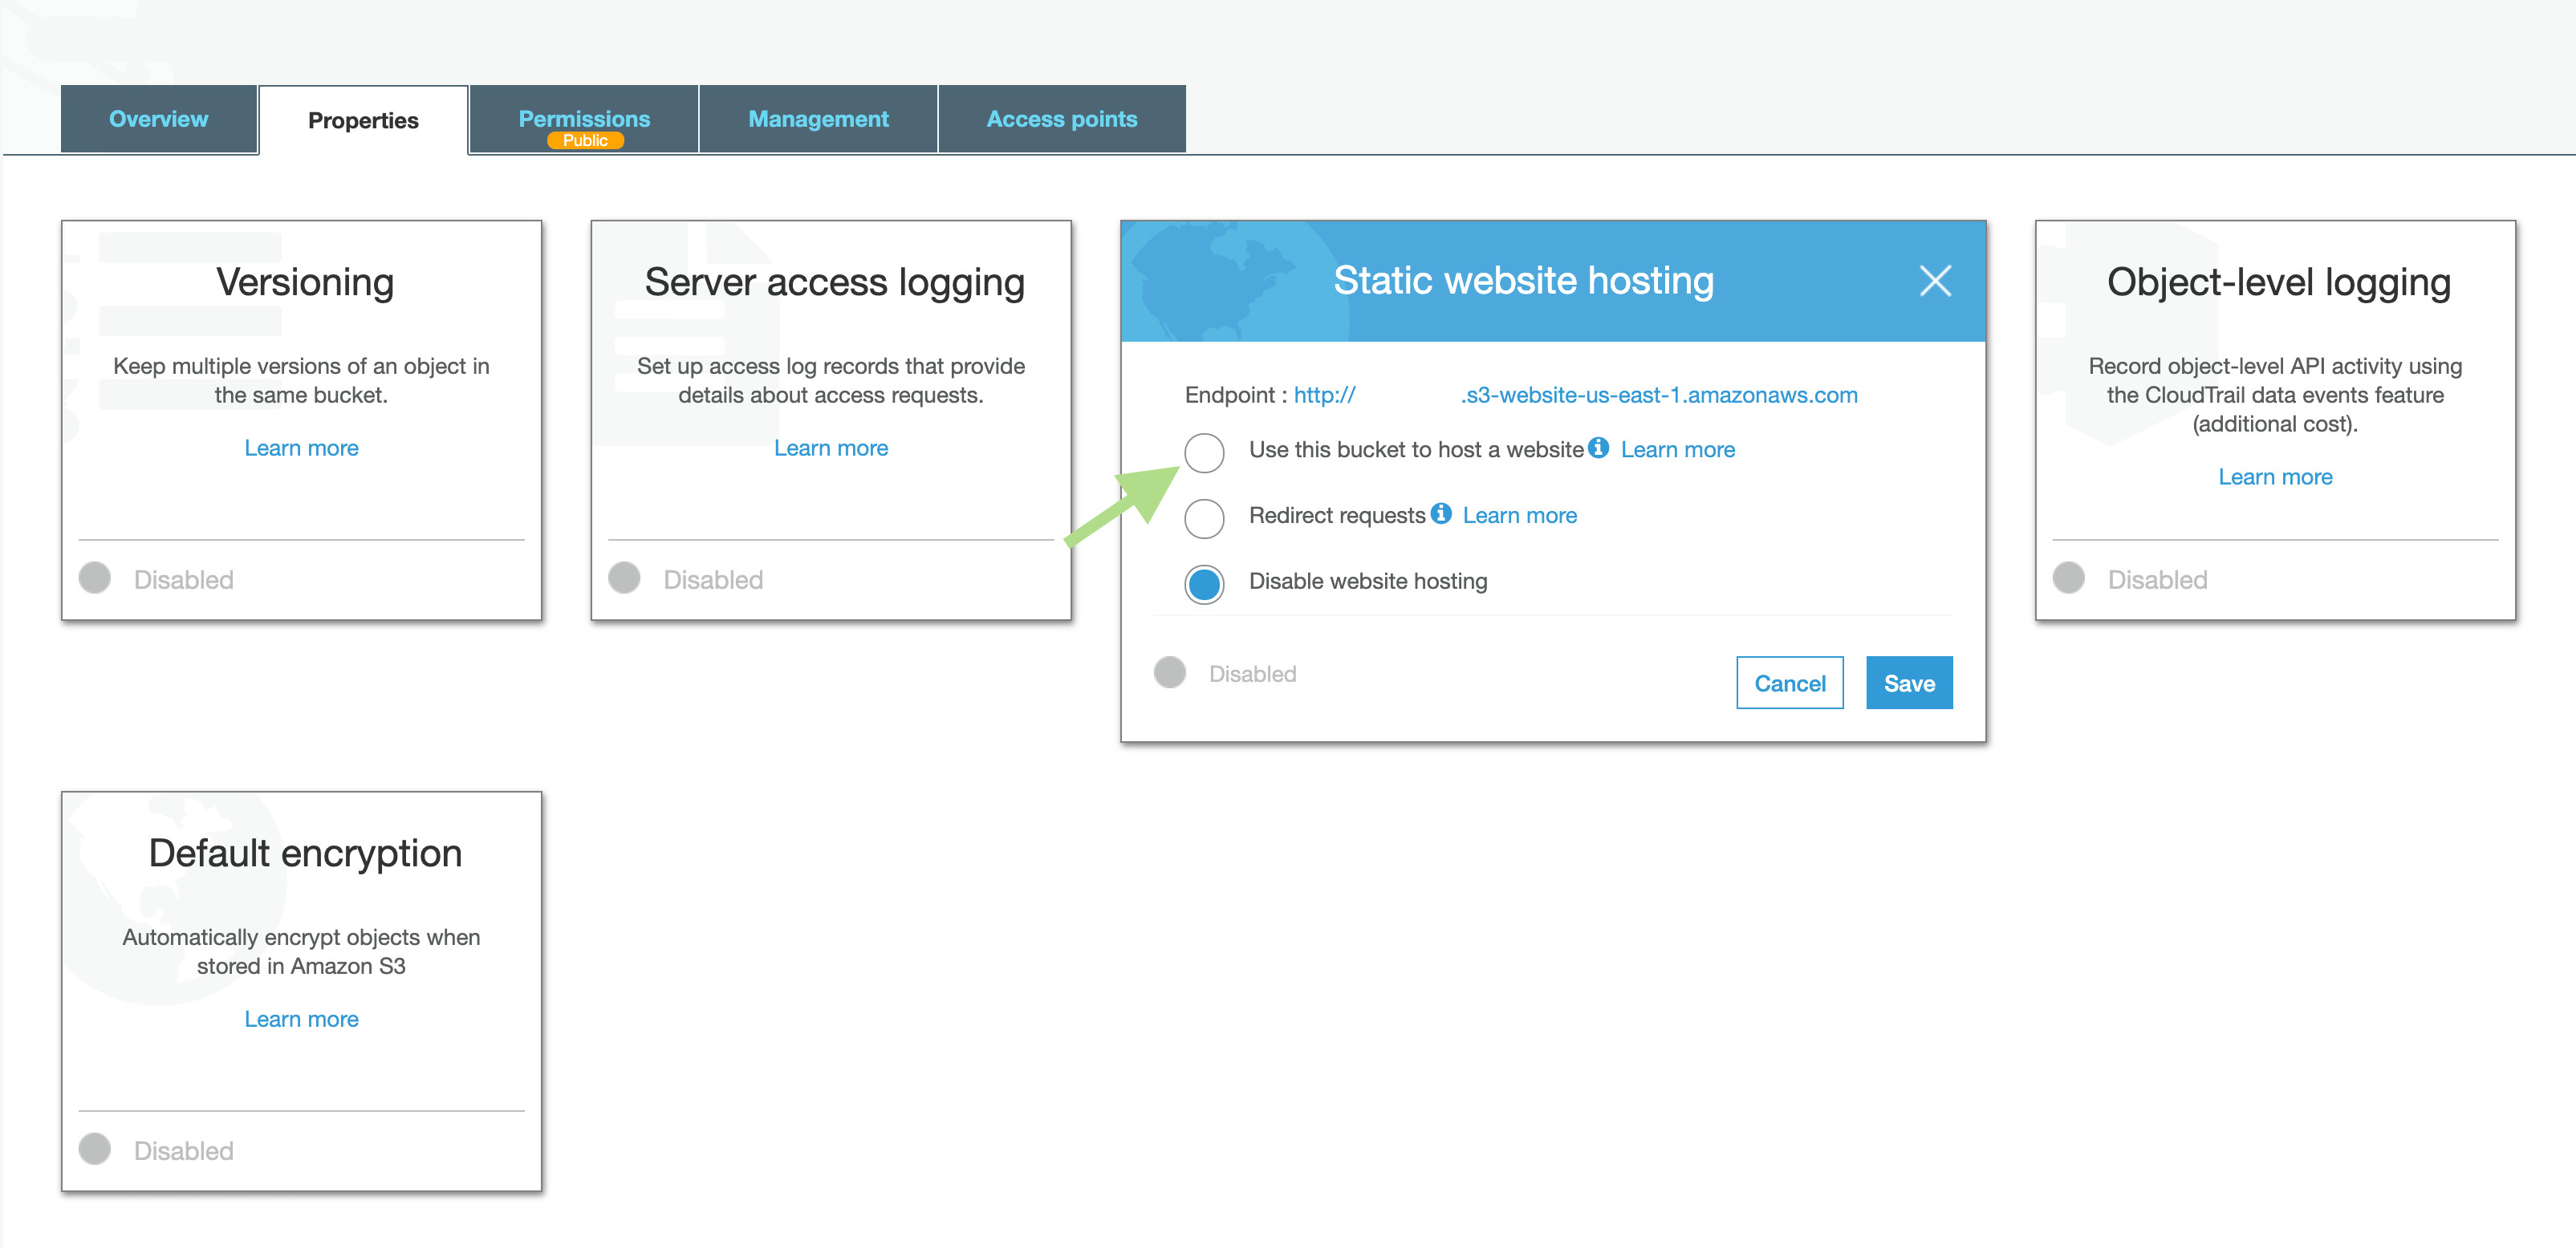 Overview
Properties
Permissions
Public
Management
Access points
Versioning
Keep multiple versions of an object in
the same bucket.
Learn more
Disabled
Server access logging
Set up access log records that provide
details about access requests.
Learn more
Disabled
Static website hosting
Endpoint : http:// .s3-website-us-east-1.amazonaws.com
Use this bucket to host a website Learn more
Redirect requests Learn more
Disable website hosting
Disabled
Cancel
Save
Object-level logging
Record object-level API activity using
the CloudTrail data events feature
(additional cost).
Learn more
Disabled
Default encryption
Automatically encrypt objects when
stored in Amazon S3
Learn more
Disabled